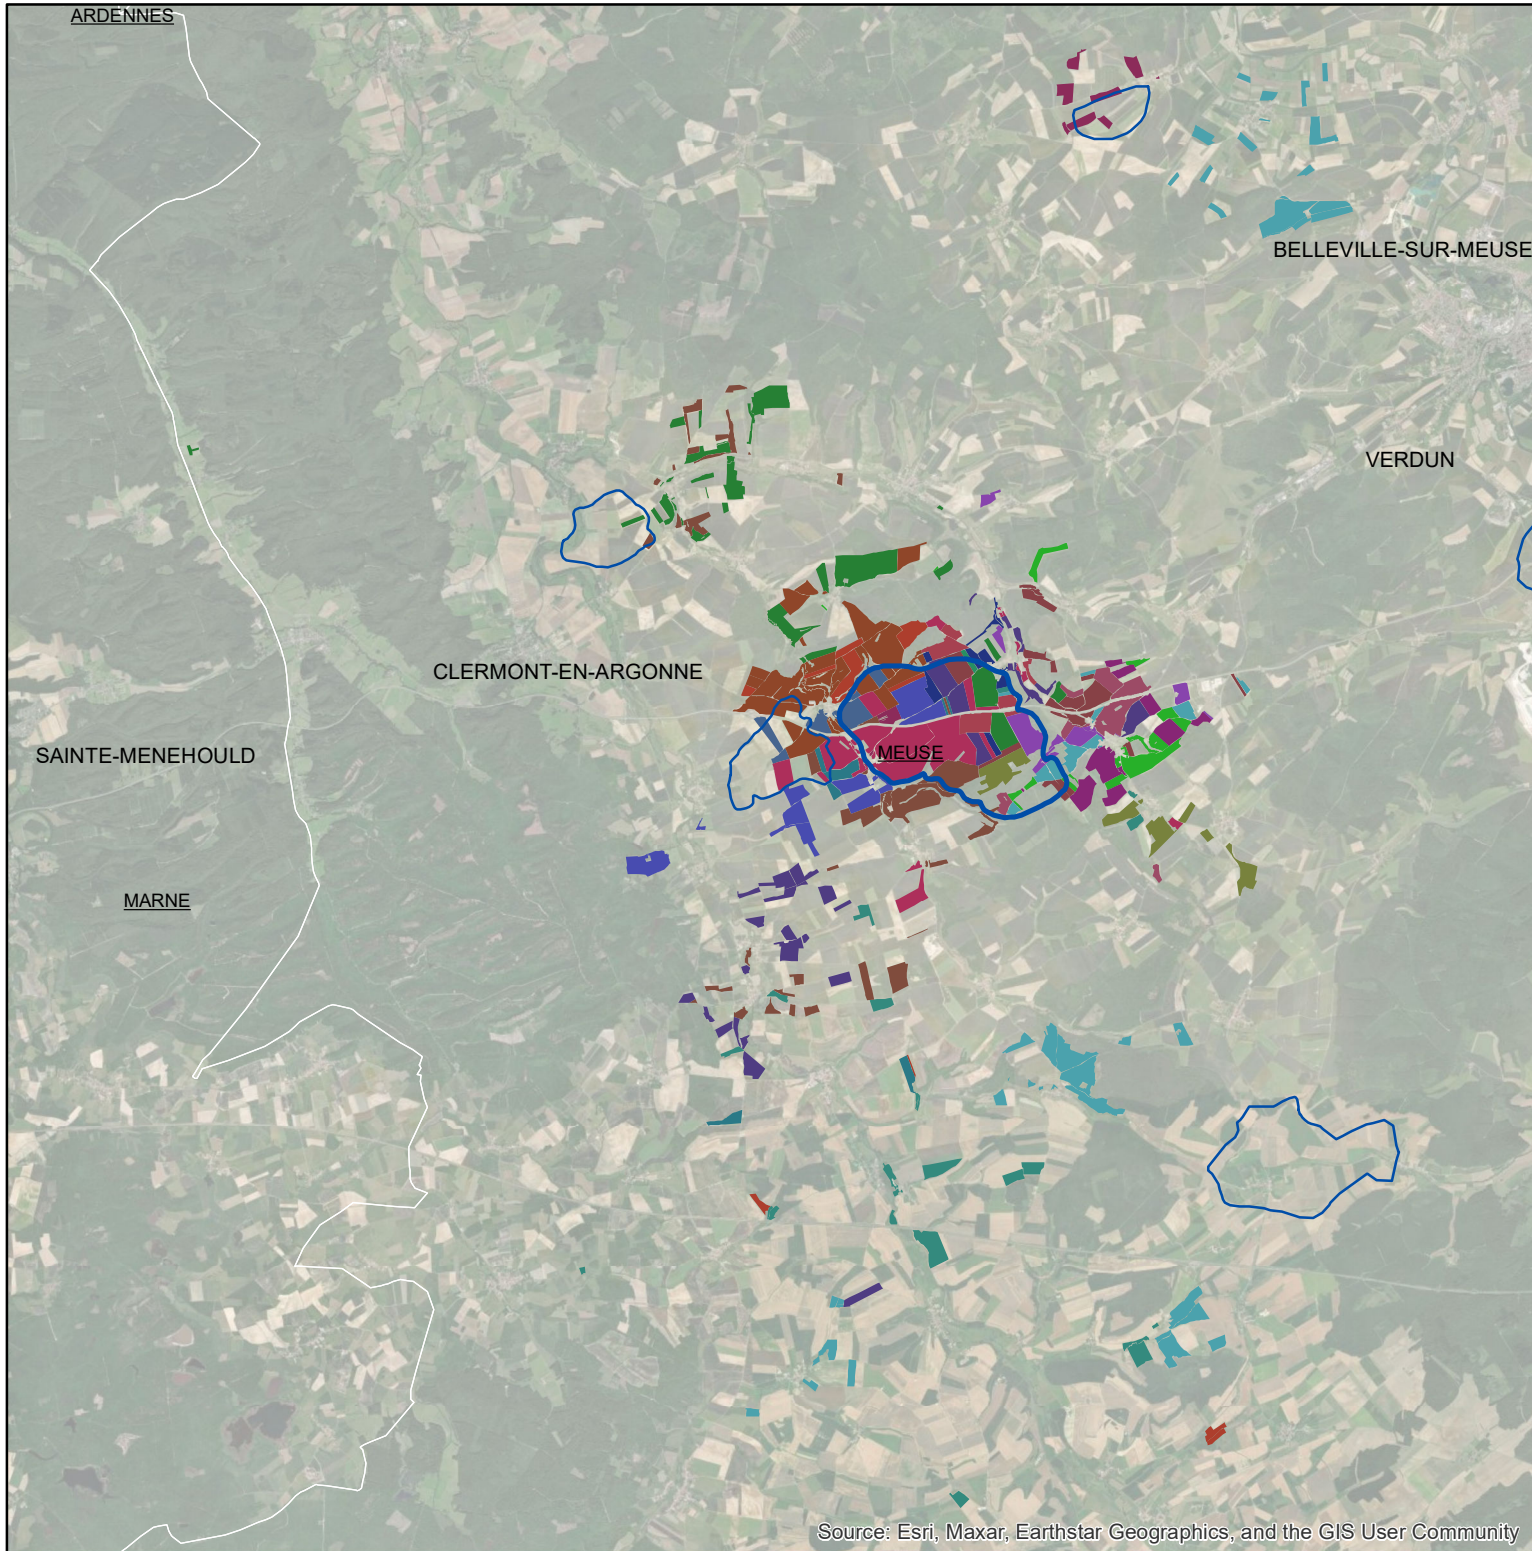 ARDENNES
BELLEVILLE-SUR-MEUSE
VERDUN
CLERMONT-EN-ARGONNE
SAINTE-MENEHOULD
MEUSE
MARNE
Source: Esri, Maxar, Earthstar Geographics, and the GIS User Community